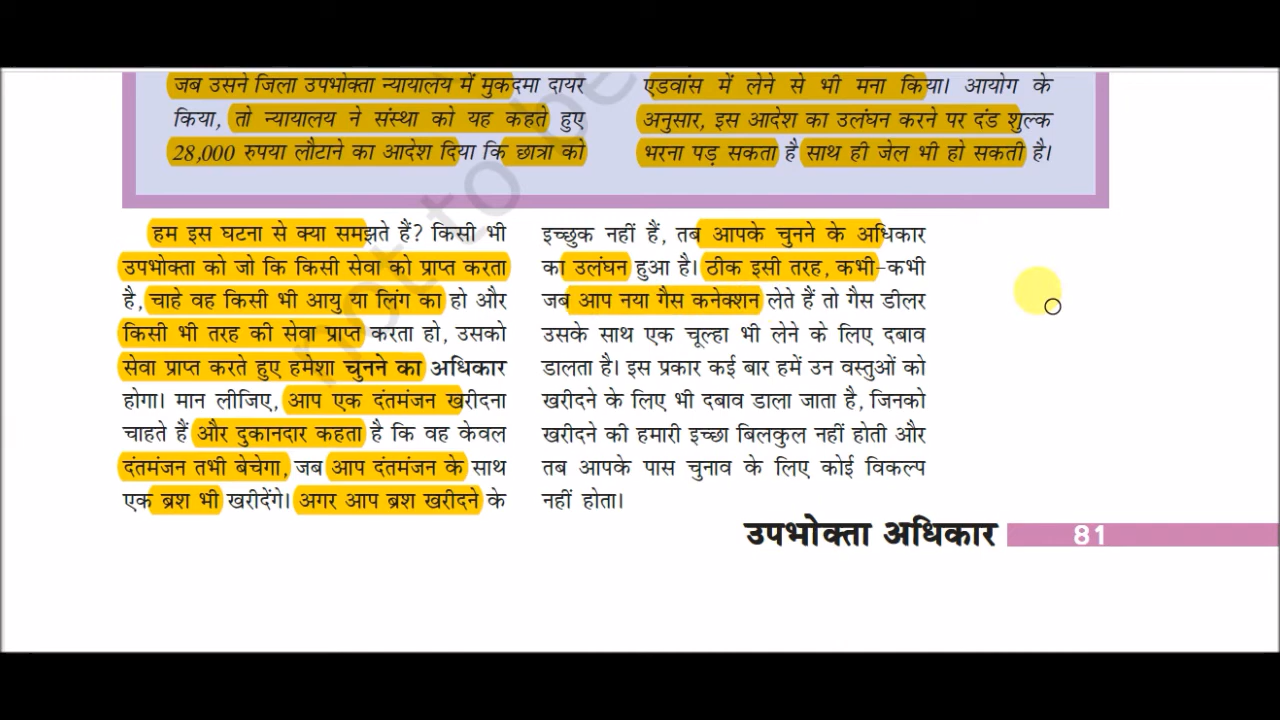 जब उसने जिला उपभोक्ता न्यायालय में मुकदमा दायर
किया, तो न्यायालय ने संस्था को यह कहते हुए
28,000 रुपया लौटाने का आदेश दिया कि छात्रा को
एडवांस में लेने से भी मना किया। आयोग के
अनुसार, इस आदेश का उलंघन करने पर दंड शुल्क
भरना पड़ सकता है साथ ही जेल भी हो सकती है।
हम इस घटना से क्या समझते हैं? किसी भी
उपभोक्ता को जो कि किसी सेवा को प्राप्त करता
है, चाहे वह किसी भी आयु या लिंग का हो और
किसी भी तरह की सेवा प्राप्त करता हो, उसको
सेवा प्राप्त करते हुए हमेशा चुनने का अधिकार
होगा। मान लीजिए, आप एक दंतमंजन खरीदना
चाहते हैं और दुकानदार कहता है कि वह केवल
दंतमंजन तभी बेचेगा, जब आप दंतमंजन के साथ
एक ब्रश भी खरीदेंगे। अगर आप ब्रश खरीदने के
इच्छुक नहीं हैं, तब आपके चुनने के अधिकार
का उलंघन हुआ है। ठीक इसी तरह, कभी-कभी
जब आप नया गैस कनेक्शन लेते हैं तो गैस डीलर
उसके साथ एक चूल्हा भी लेने के लिए दबाव
डालता है। इस प्रकार कई बार हमें उन वस्तुओं को
खरीदने के लिए भी दबाव डाला जाता है, जिनको
खरीदने की हमारी इच्छा बिलकुल नहीं होती और
तब आपके पास चुनाव के लिए कोई विकल्प
नहीं होता।
उपभोक्ता अधिकार 81
not to be